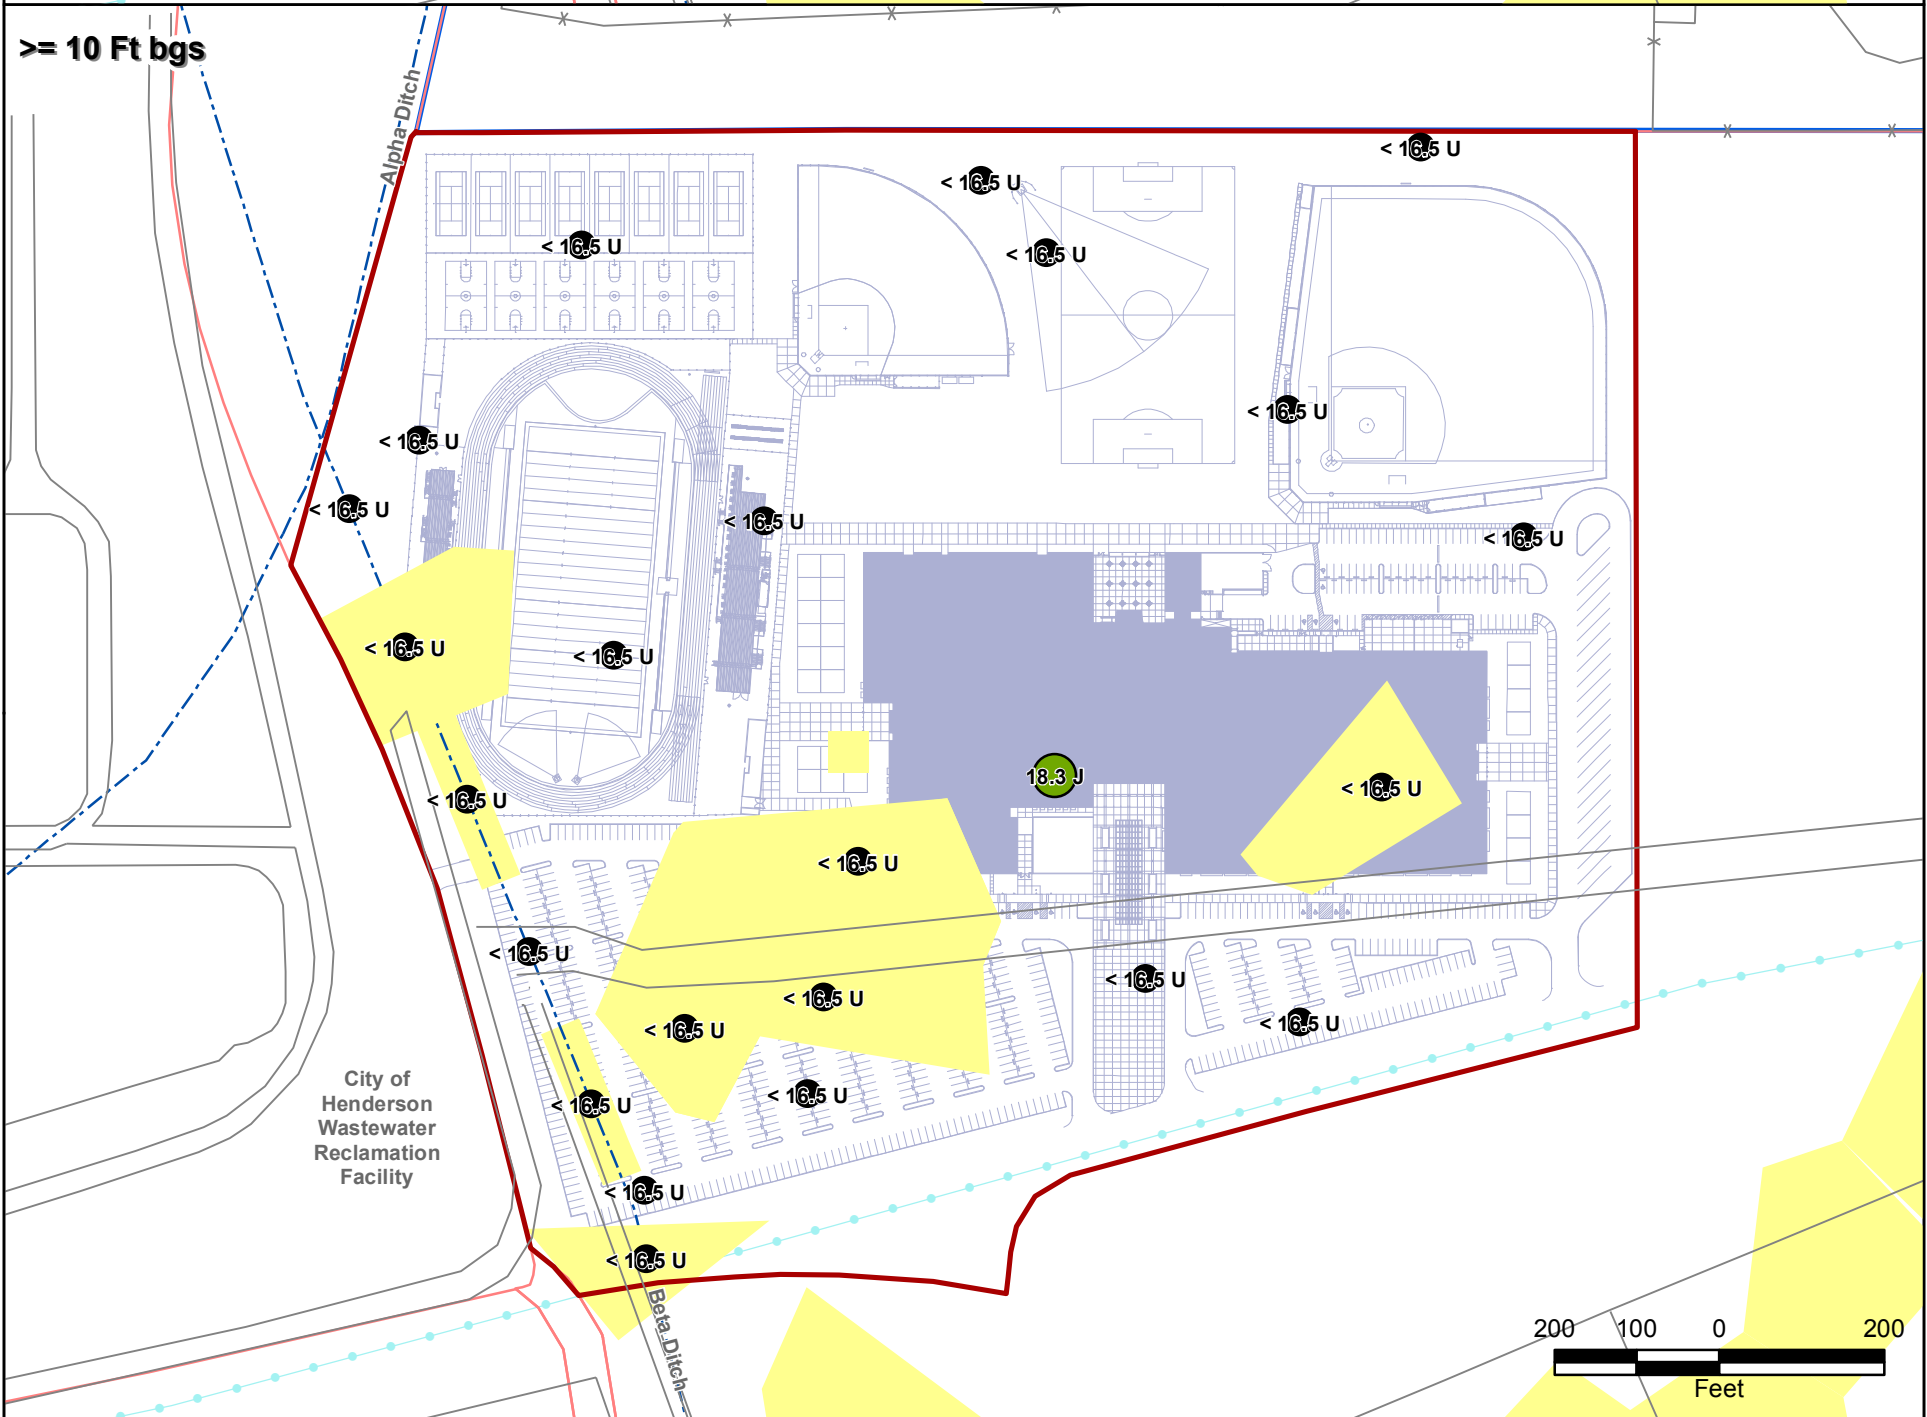 >= 10 Ft bgs
Alpha Ditch
< 16.5 U
< 16.5 U
< 16.5 U
< 16.5 U
< 16.5 U
< 16.5 U
< 16.5 U
< 16.5 U
< 16.5 U
< 16.5 U
< 16.5 U
< 16.5 U
18.3 J
< 16.5 U
< 16.5 U
< 16.5 U
< 16.5 U
< 16.5 U
< 16.5 U
< 16.5 U
< 16.5 U
< 16.5 U
< 16.5 U
< 16.5 U
< 16.5 U
City of
Henderson
Wastewater
Reclamation
Facility
Beta Ditch
200 100 0 200
Feet